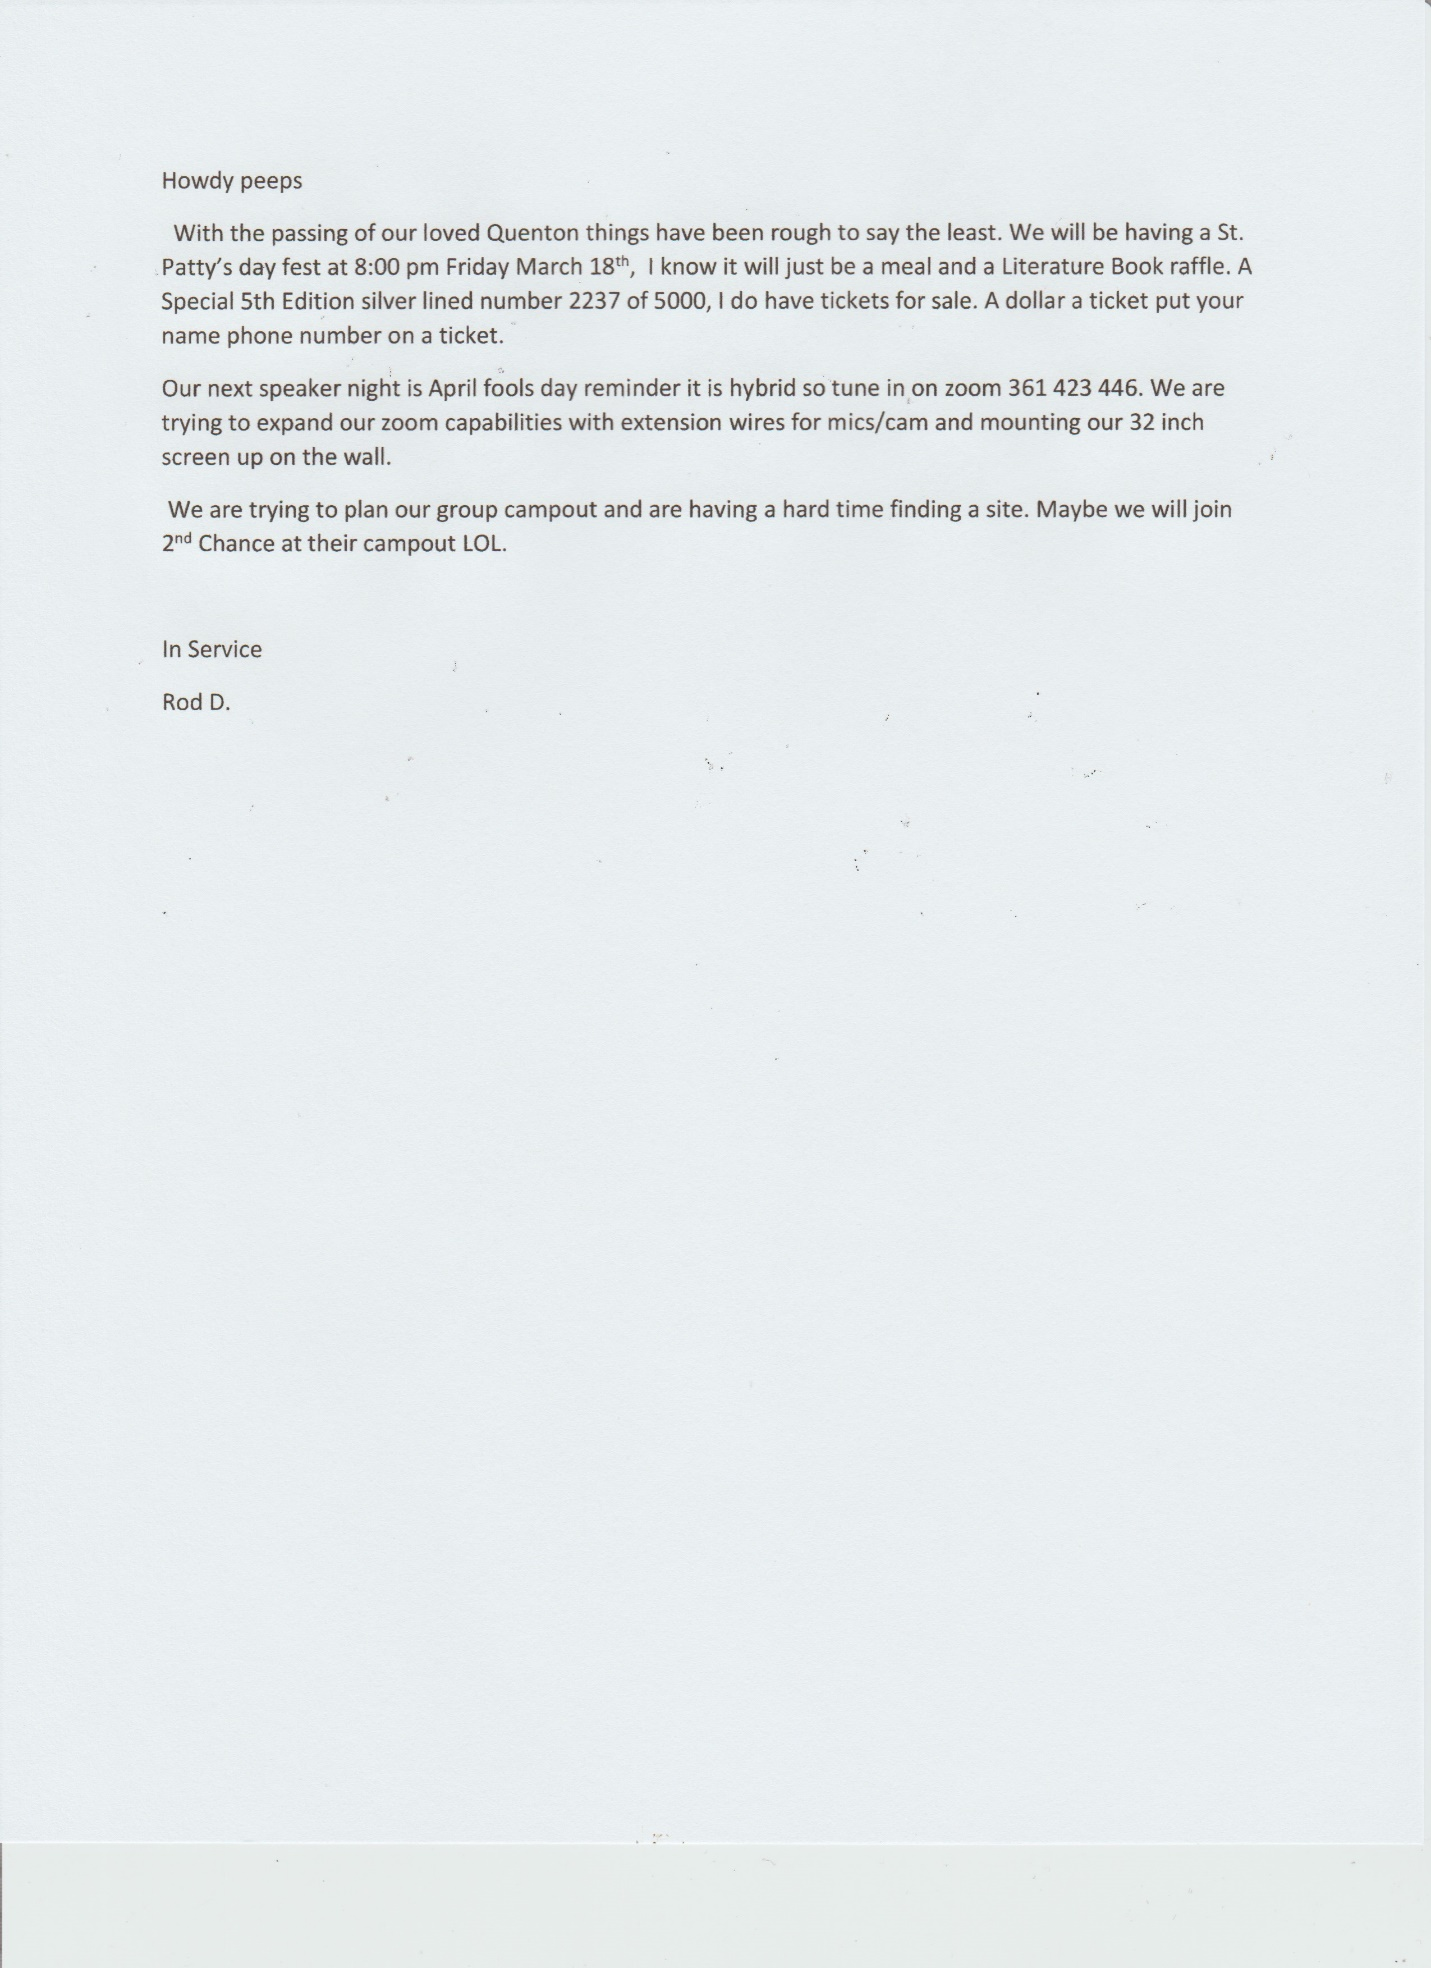 Howdy peeps
With the passing of our loved Quenton things have been rough to say the least. We will be having a St.
Patty's day fest at 8:00 pm Friday March 18th, I know it will just be a meal and a Literature Book raffle. A
Special 5th Edition silver lined number 2237 of 5000, I do have tickets for sale. A dollar a ticket put your
name phone number on a ticket.
Our next speaker night is April fools day reminder it is hybrid so tune in on zoom 361 423 446. We are
trying to expand our zoom capabilities with extension wires for mics/cam and mounting our 32 inch
screen up on the wall.
We are trying to plan our group campout and are having a hard time finding a site. Maybe we will join
2nd Chance at their campout LOL.
In Service
Rod D.